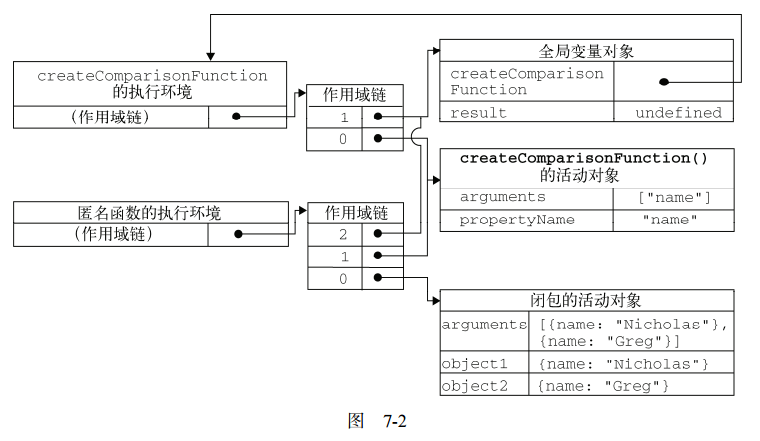 createComparisonFunction
的执行环境
(作用域链)
作用域链
1
0
全局变量对象
createComparison
Function
result undefined
createComparisonFunction()
的活动对象
arguments ["name"]
propertyName "name"
匿名函数的执行环境
(作用域链)
作用域链
2
1
0
闭包的活动对象
arguments [{name: "Nicholas"},
{name: "Greg"}]
object1 {name: "Nicholas"}
object2 {name: "Greg"}
图 7-2